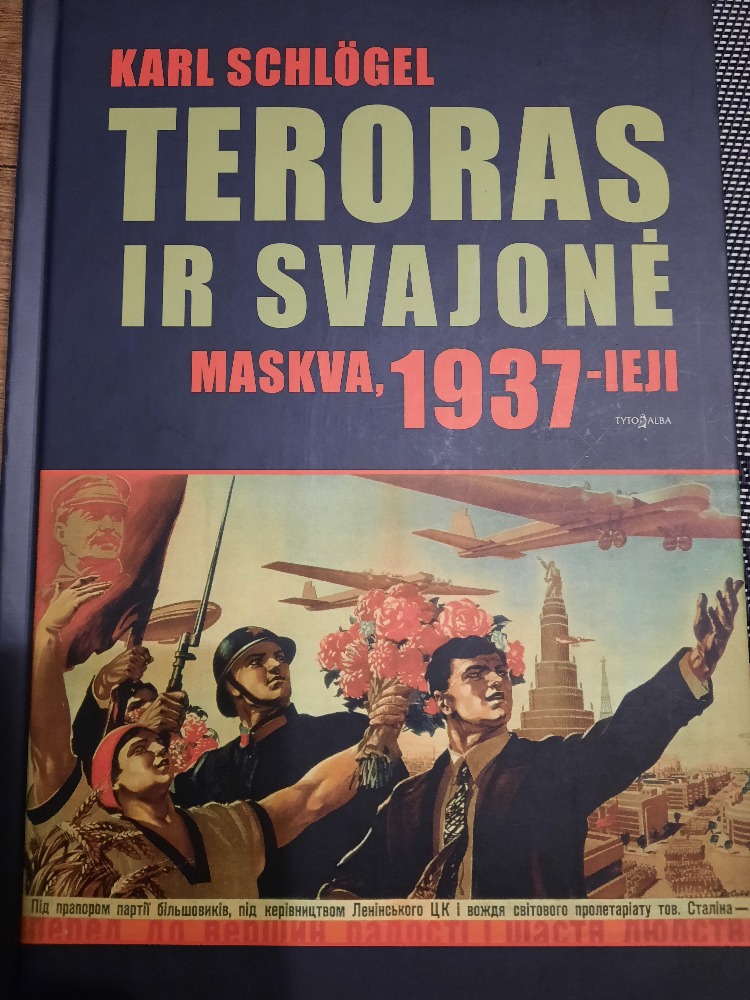 KARL SCHLÖGEL
TERORAS
IR SVAJONĖ
MASKVA, 1937-IEJI
TYTO ALBA
Під прапором партії більшовиків, під керівництвом Ленінського ЦК і вождя світового пролетаріату тов. Сталіна—
і щастя